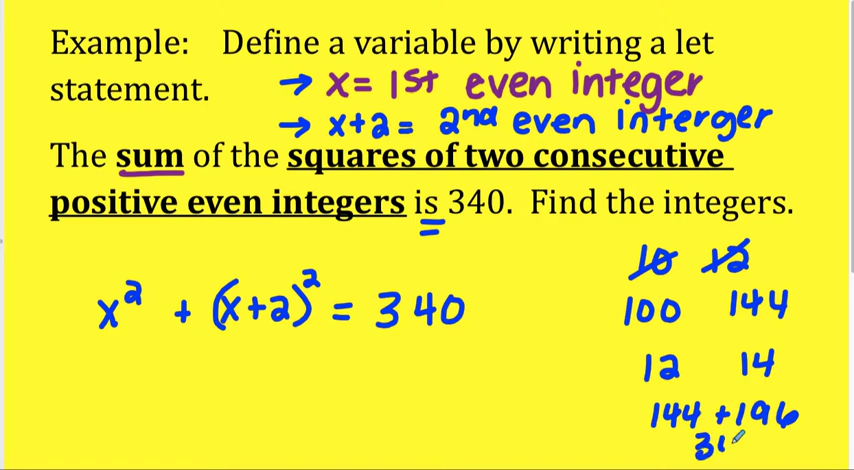 Example: Define a variable by writing a let
statement. → x = 1st even integer
→ x+2 = 2nd even interger
The sum of the squares of two consecutive
positive even integers is 340. Find the integers.
10 12
x² + (x+2)² = 340 100 144
12 14
144 + 196